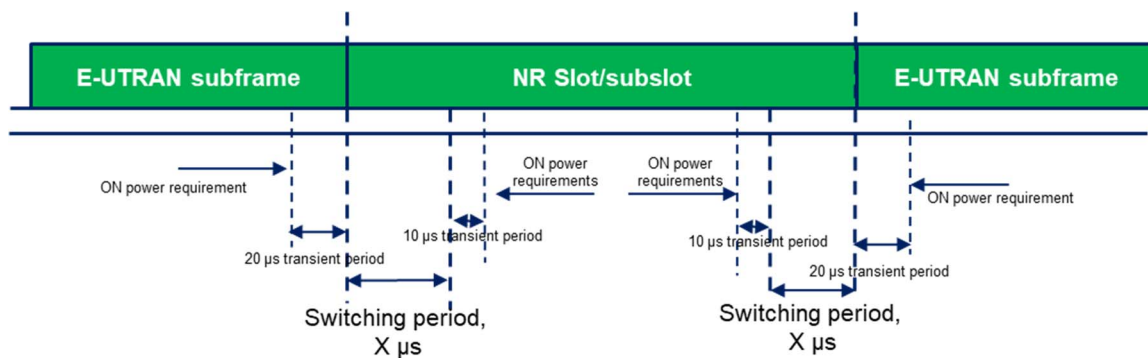 E-UTRAN subframe
NR Slot/subslot
E-UTRAN subframe
ON power requirement
ON power
requirements
ON power
requirements
ON power requirement
20 µs transient period
10 µs transient period
10 µs transient period
20 µs transient period
Switching period,
X µs
Switching period,
X µs